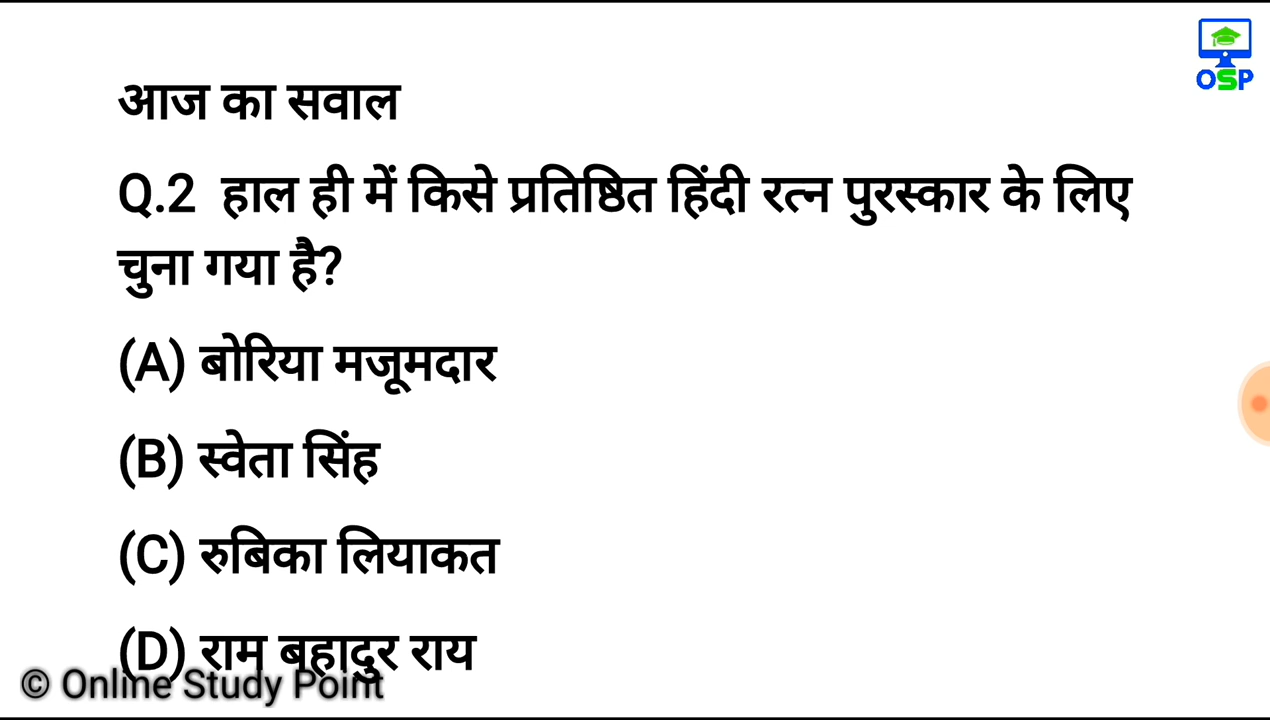 OSP
आज का सवाल
Q.2 हाल ही में किसे प्रतिष्ठित हिंदी रत्न पुरस्कार के लिए
चुना गया है?
(A) बोरिया मजूमदार
(B) स्वेता सिंह
(C) रुबिका लियाकत
(D) राम बहादुर राय
© Online Study Point